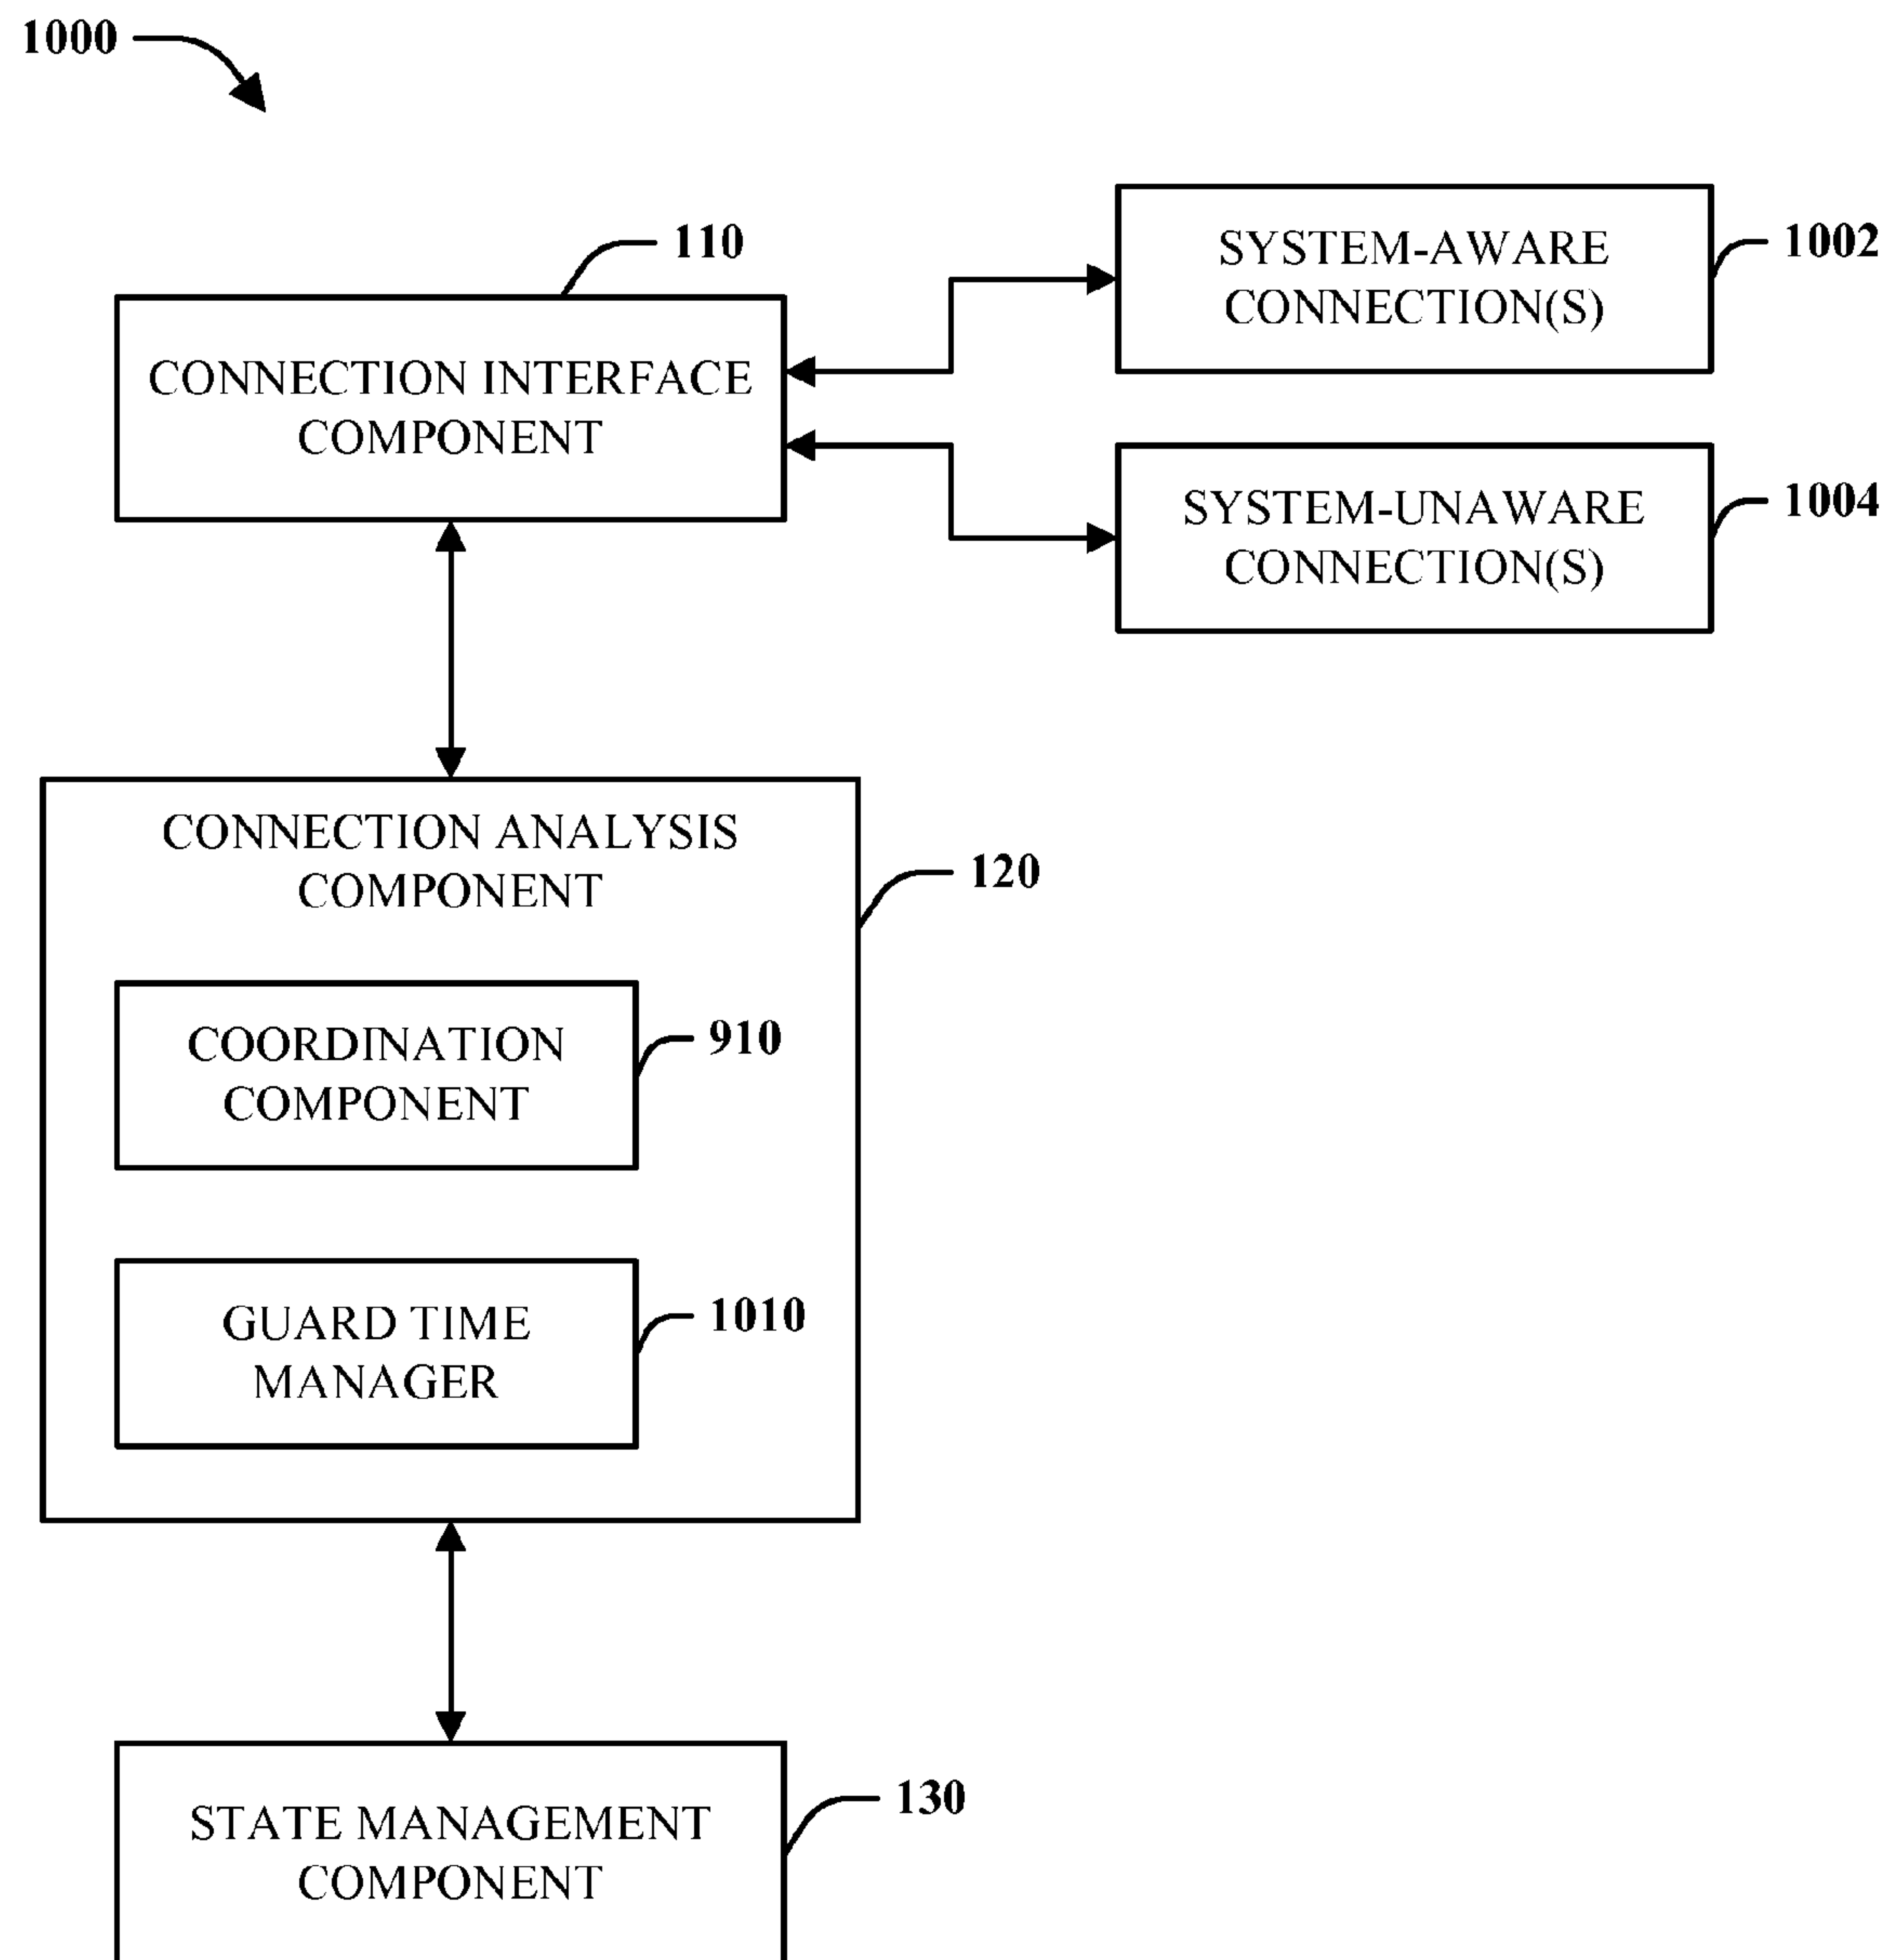 1000
110
SYSTEM-AWARE
CONNECTION(S)
1002
CONNECTION INTERFACE
COMPONENT
SYSTEM-UNAWARE
CONNECTION(S)
1004
CONNECTION ANALYSIS
COMPONENT
120
COORDINATION
COMPONENT
910
GUARD TIME
MANAGER
1010
STATE MANAGEMENT
COMPONENT
130